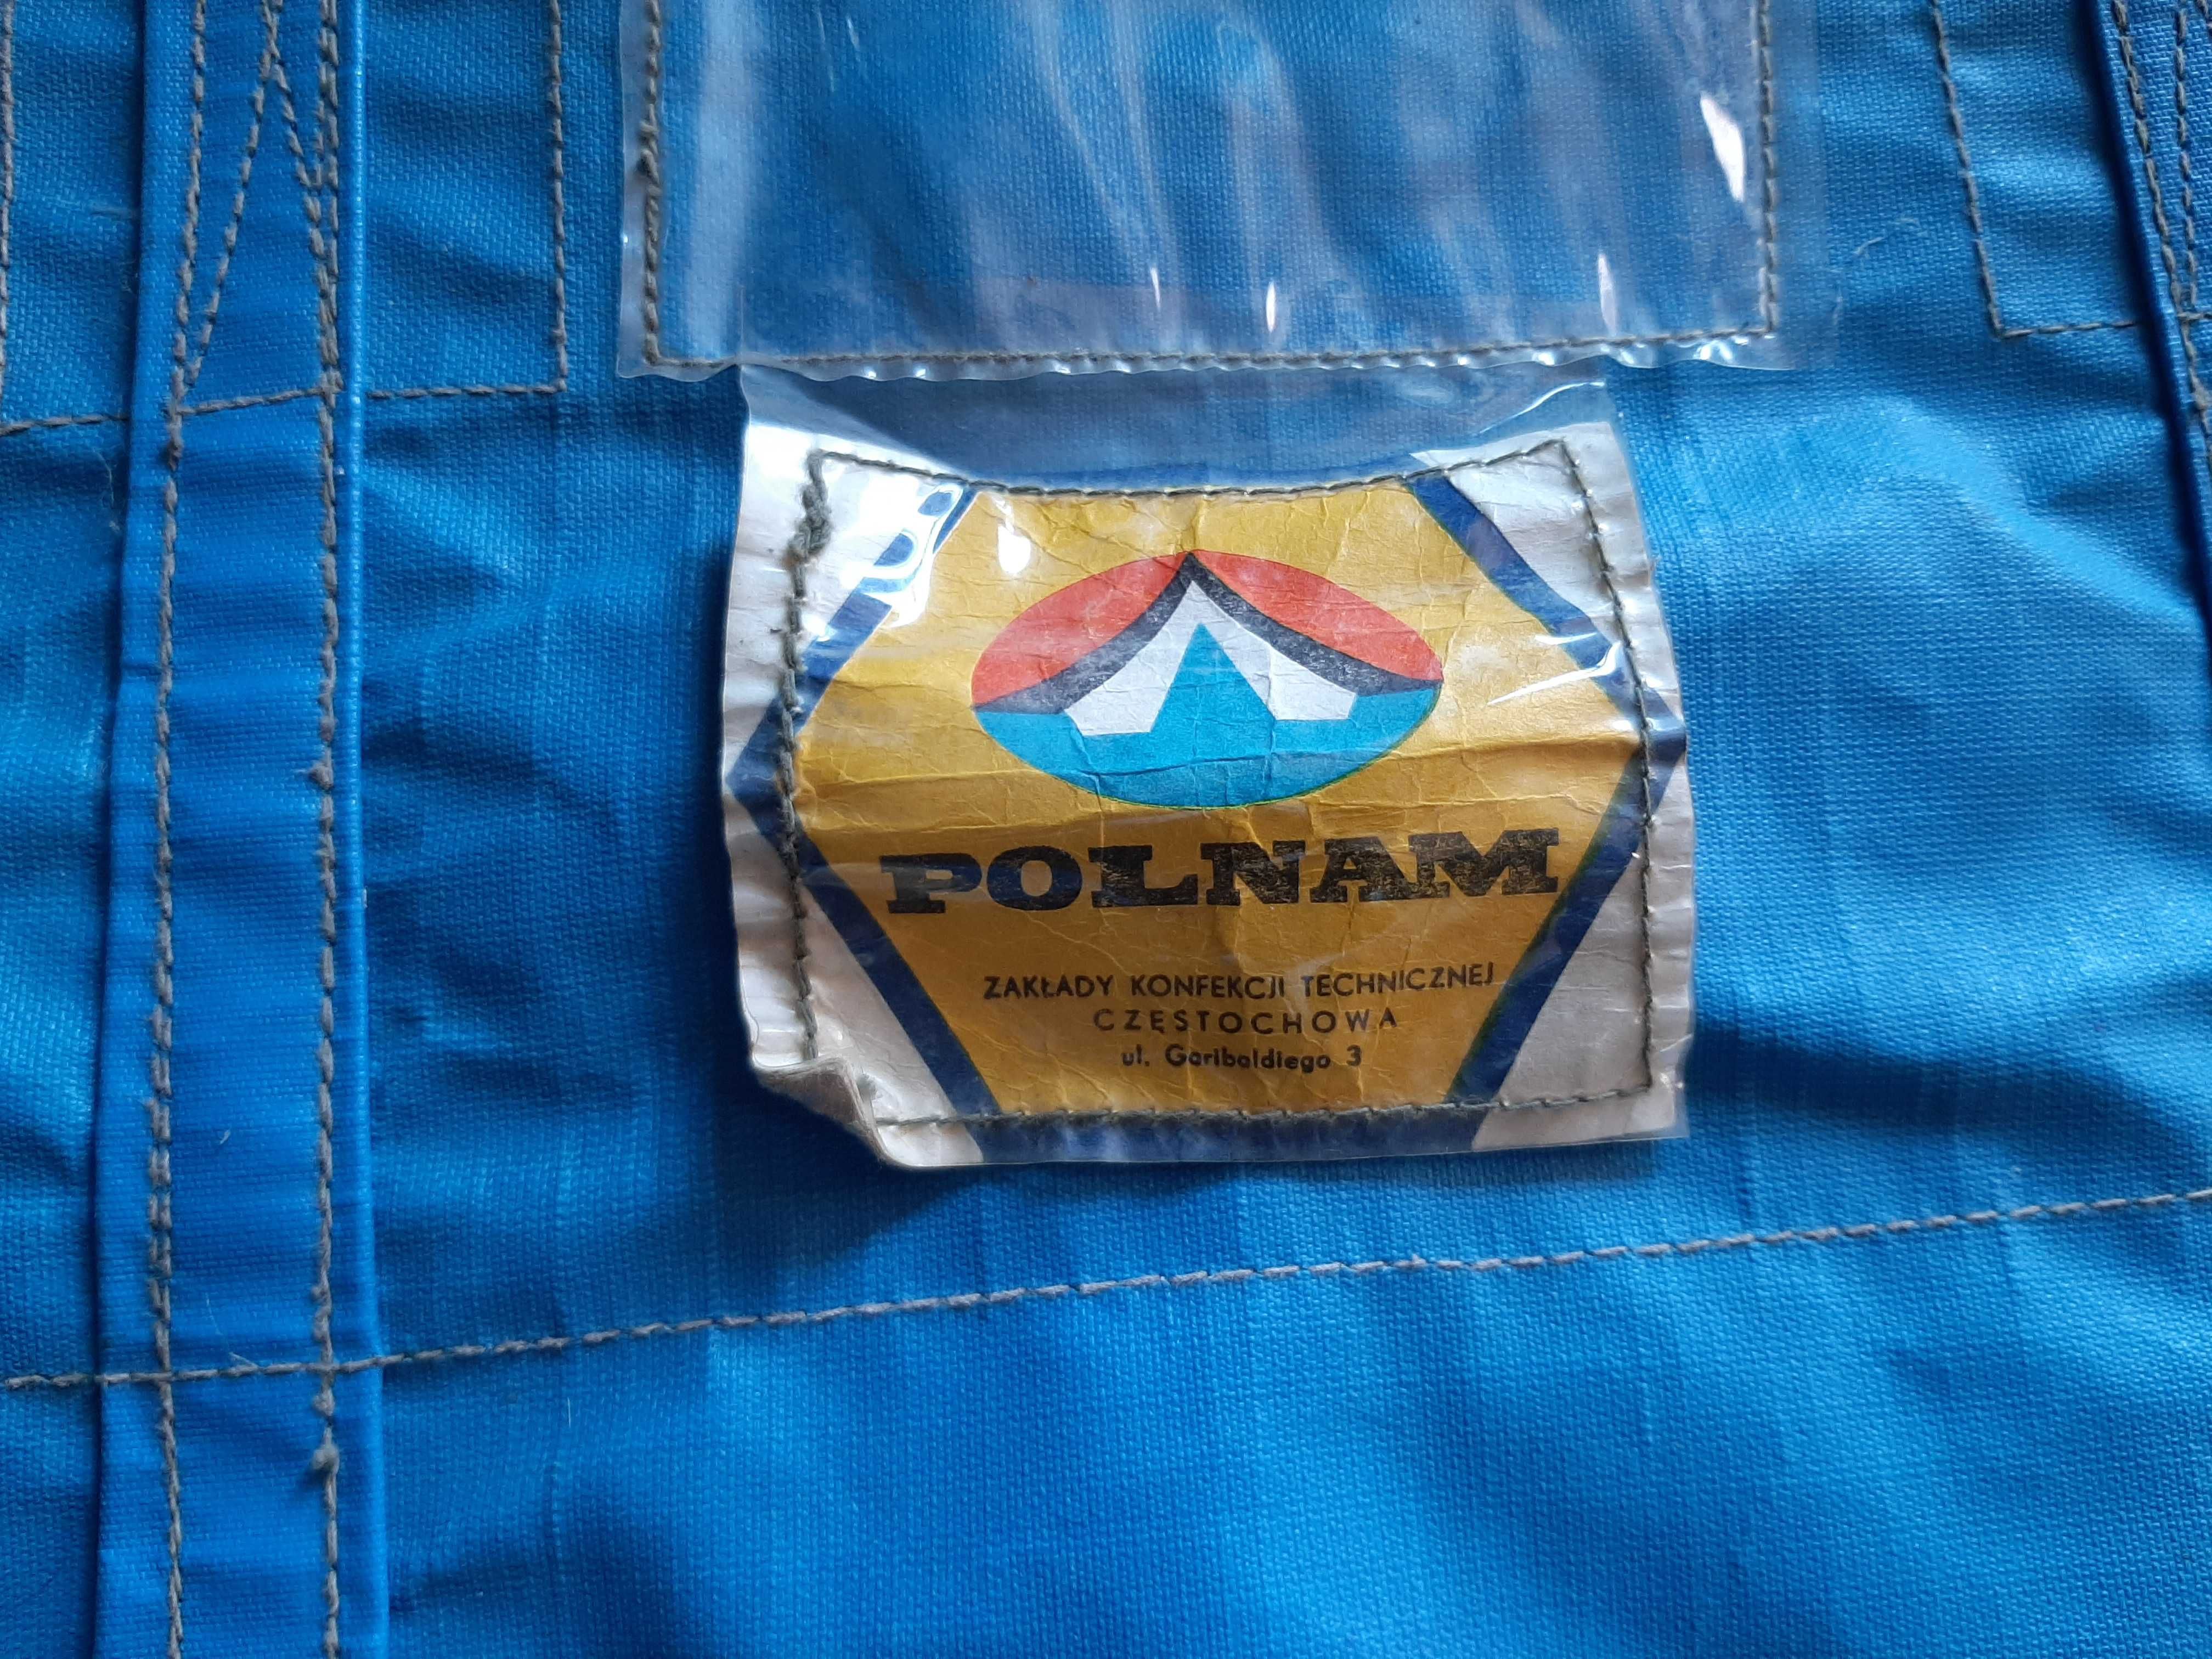 POLNAM
ZAKŁADY KONFEKCJI TECHNICZNEJ
CZĘSTOCHOWA
ul. Garibaldiego 3